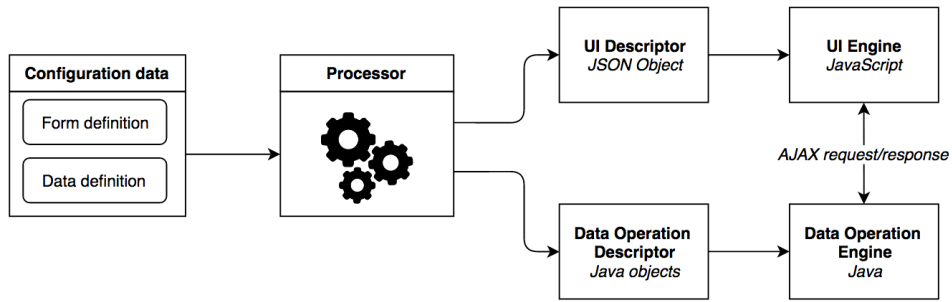 Configuration data
Form definition
Data definition
Processor
UI Descriptor
JSON Object
UI Engine
JavaScript
AJAX request/response
Data Operation
Descriptor
Java objects
Data Operation
Engine
Java